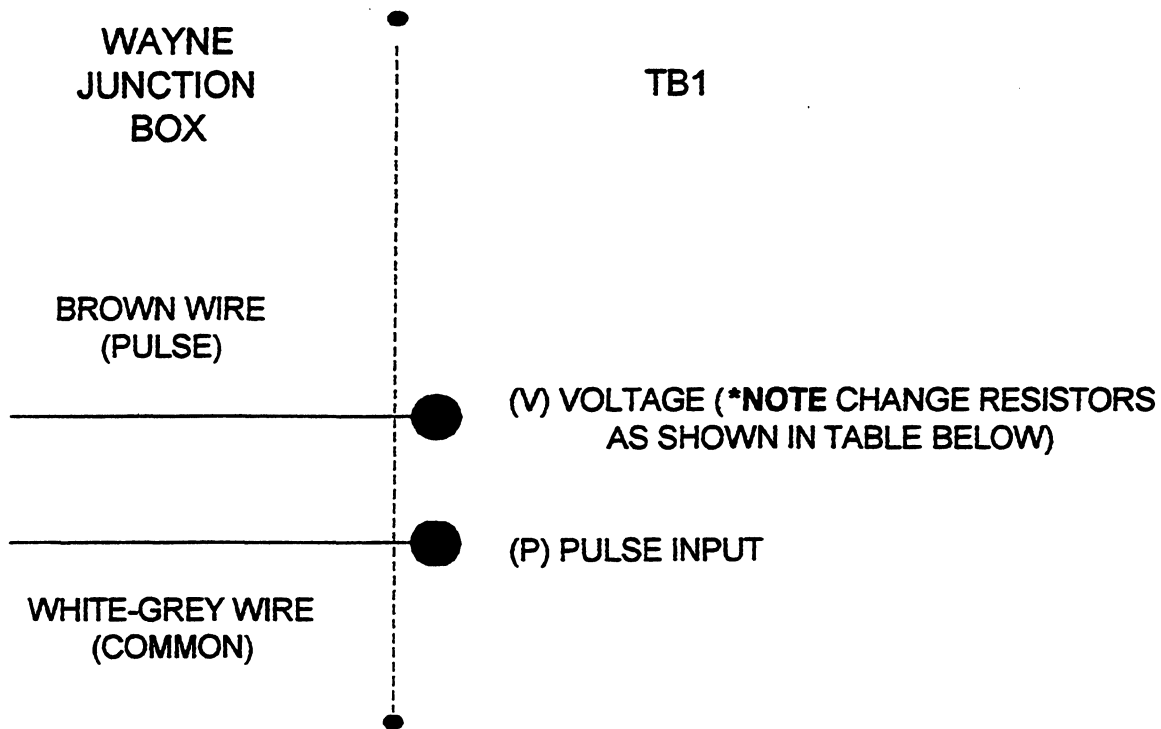 WAYNE
JUNCTION
BOX
TB1
BROWN WIRE
(PULSE)
(V) VOLTAGE (*NOTE CHANGE RESISTORS
AS SHOWN IN TABLE BELOW)
(P) PULSE INPUT
WHITE-GREY WIRE
(COMMON)